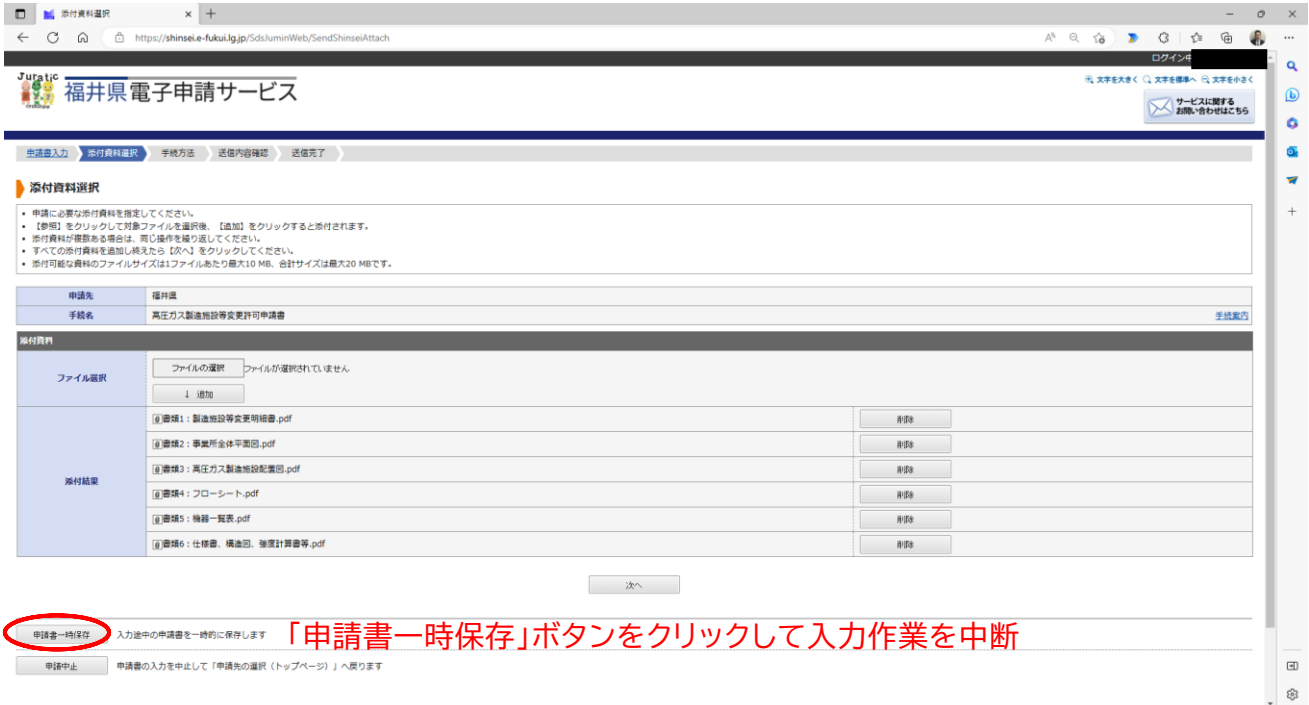 添付資料選択
https://shinsei.e-fukui.lg.jp/SdsJuminWeb/SendShinseiAttach
ログイン中
Juratic
福井県電子申請サービス
文字を大きく 文字を標準へ 文字を小さく
サービスに関する
お問い合わせはこちら
申請書入力 添付資料選択 手続方法 送信内容確認 送信完了
添付資料選択
• 申請に必要な添付資料を指定してください。
• 【参照】をクリックして対象ファイルを選択後、【追加】をクリックすると添付されます。
• 添付資料が複数ある場合は、同じ操作を繰り返してください。
• すべての添付資料を追加し終えたら【次へ】をクリックしてください。
• 添付可能な資料のファイルサイズは1ファイルあたり最大10 MB、合計サイズは最大20 MBです。
申請先 福井県
手続名 高圧ガス製造施設等変更許可申請書 手続案内
添付資料
ファイル選択 ファイルの選択 ファイルが選択されていません
↓ 追加
添付結果
書類1：製造施設等変更明細書.pdf 削除
書類2：事業所全体平面図.pdf 削除
書類3：高圧ガス製造施設配置図.pdf 削除
書類4：フローシート.pdf 削除
書類5：機器一覧表.pdf 削除
書類6：仕様書、構造図、強度計算書等.pdf 削除
次へ
申請書一時保存 入力途中の申請書を一時的に保存します 「申請書一時保存」ボタンをクリックして入力作業を中断
申請中止 申請書の入力を中止して「申請先の選択（トップページ）」へ戻ります